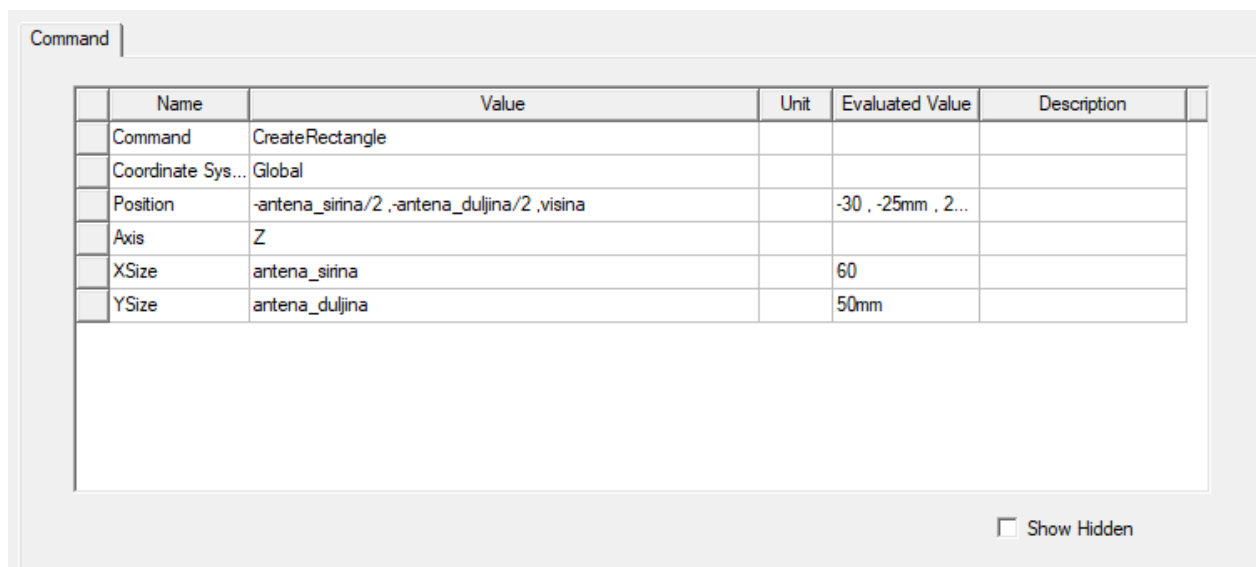 Command
Name Value Unit Evaluated Value Description
Command CreateRectangle
Coordinate Sys... Global
Position -antena_sirina/2 ,-antena_duljina/2 ,visina -30 , -25mm , 2...
Axis Z
XSize antena_sirina 60
YSize antena_duljina 50mm
Show Hidden